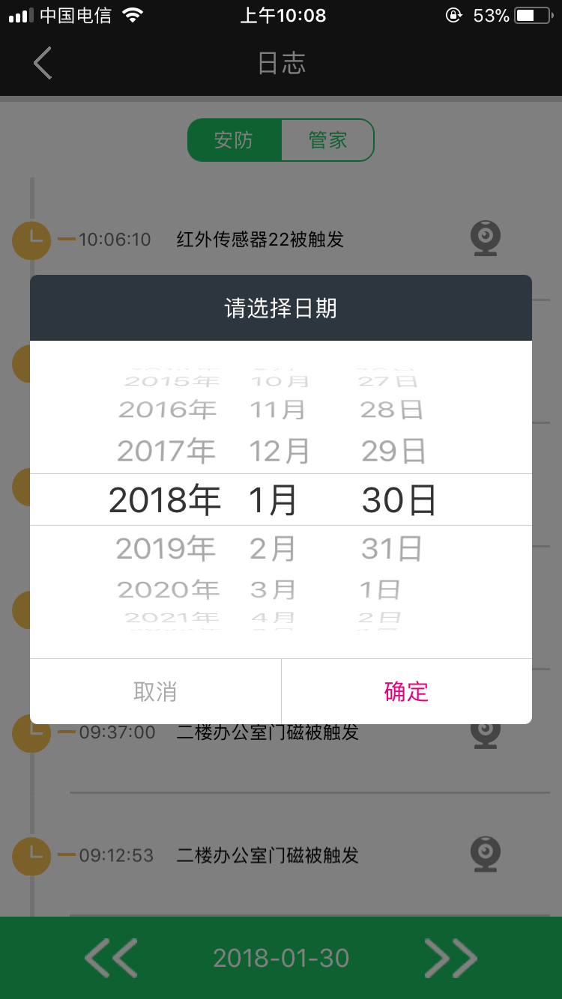 中国电信 上午10:08 53%
日志
安防 管家
10:06:10 红外传感器22被触发
请选择日期
2015年 10月 27日
2016年 11月 28日
2017年 12月 29日
2018年 1月 30日
2019年 2月 31日
2020年 3月 1日
2021年 4月 2日
取消 确定
09:37:00 二楼办公室门磁被触发
09:12:53 二楼办公室门磁被触发
2018-01-30